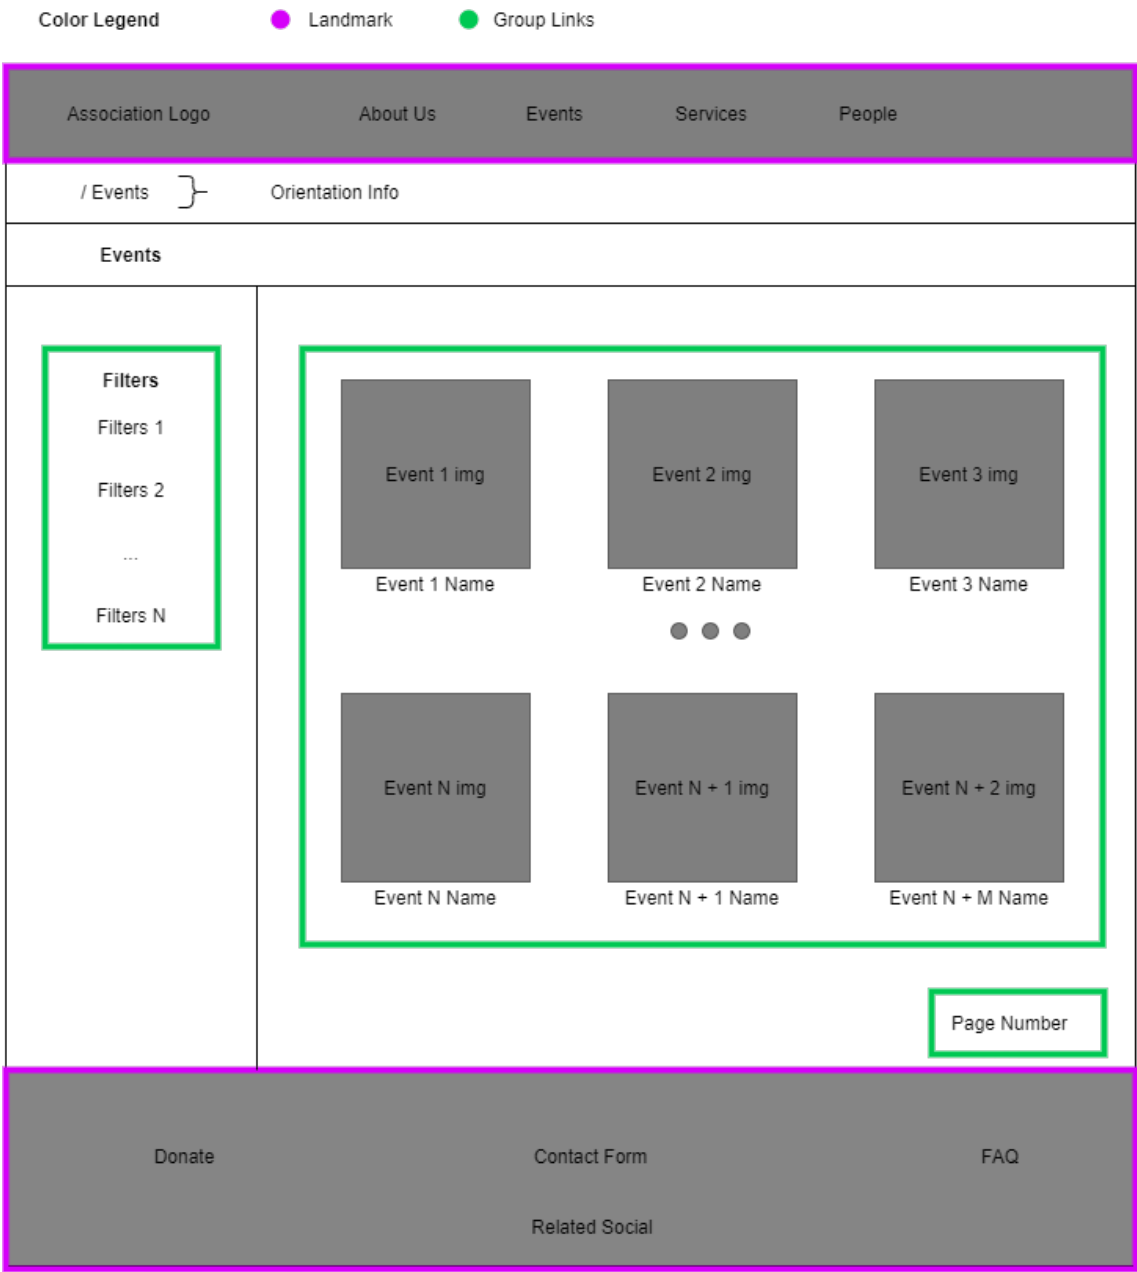 Color Legend Landmark Group Links
Association Logo About Us Events Services People
/ Events Orientation Info
Events
Filters
Filters 1
Filters 2
...
Filters N
Event 1 img Event 2 img Event 3 img
Event 1 Name Event 2 Name Event 3 Name
Event N img Event N + 1 img Event N + 2 img
Event N Name Event N + 1 Name Event N + M Name
Page Number
Donate Contact Form FAQ
Related Social